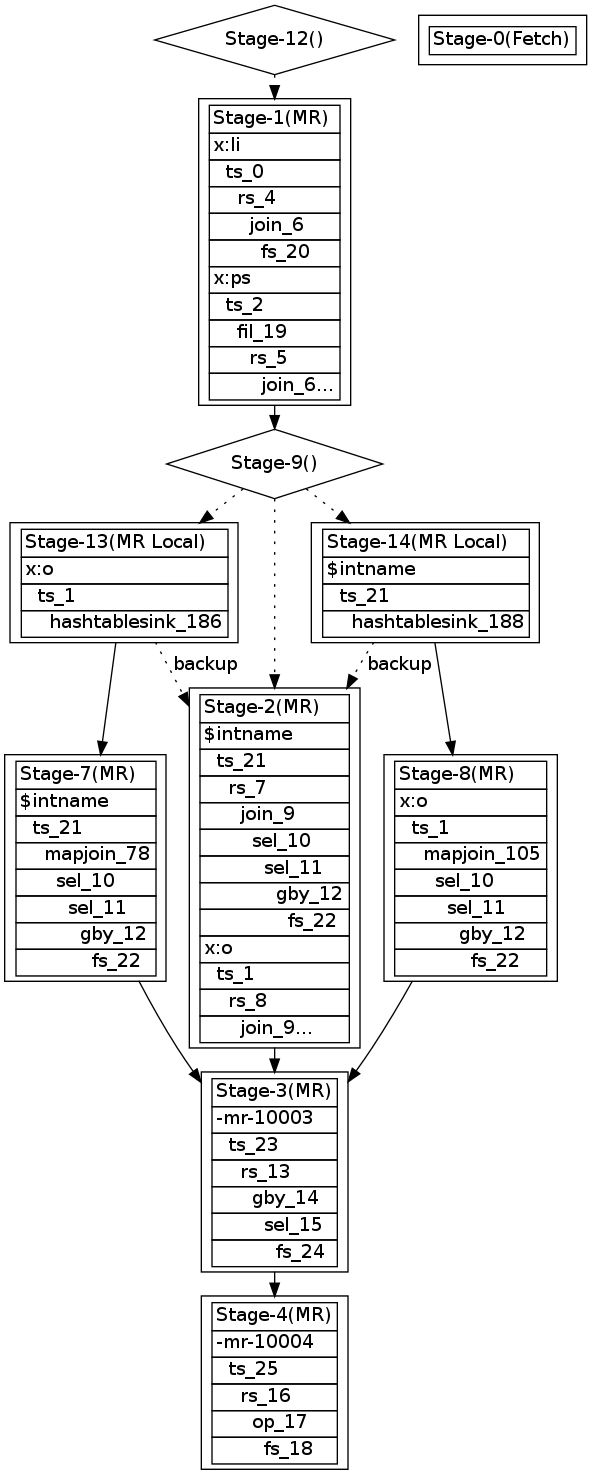 Stage-12()
Stage-0(Fetch)
Stage-1(MR)
x:li
ts_0
rs_4
join_6
fs_20
x:ps
ts_2
fil_19
rs_5
join_6...
Stage-9()
Stage-13(MR Local)
x:o
ts_1
hashtablesink_186
Stage-14(MR Local)
$intname
ts_21
hashtablesink_188
backup
backup
Stage-2(MR)
$intname
ts_21
rs_7
join_9
sel_10
sel_11
gby_12
fs_22
x:o
ts_1
rs_8
join_9...
Stage-7(MR)
$intname
ts_21
mapjoin_78
sel_10
sel_11
gby_12
fs_22
Stage-8(MR)
x:o
ts_1
mapjoin_105
sel_10
sel_11
gby_12
fs_22
Stage-3(MR)
-mr-10003
ts_23
rs_13
gby_14
sel_15
fs_24
Stage-4(MR)
-mr-10004
ts_25
rs_16
op_17
fs_18